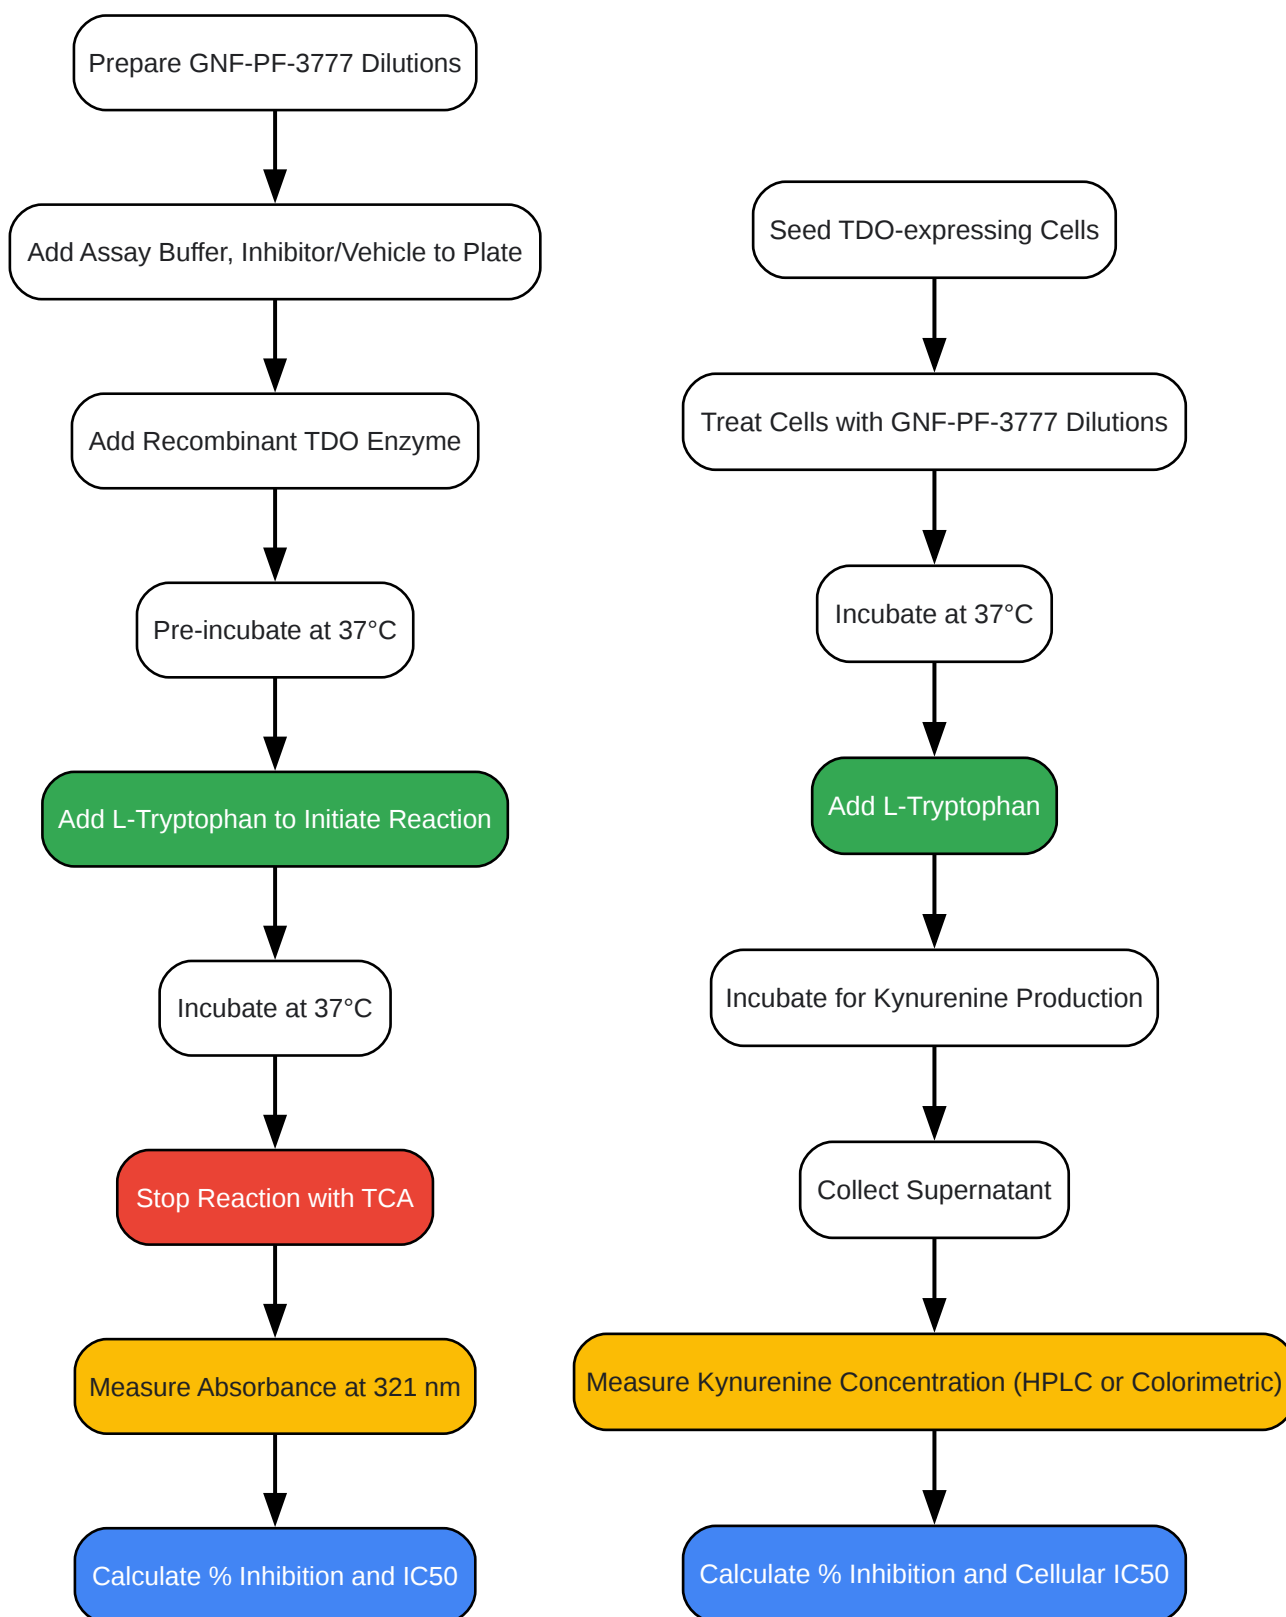 Prepare GNF-PF-3777 Dilutions
Add Assay Buffer, Inhibitor/Vehicle to Plate
Add Recombinant TDO Enzyme
Pre-incubate at 37°C
Add L-Tryptophan to Initiate Reaction
Incubate at 37°C
Stop Reaction with TCA
Measure Absorbance at 321 nm
Calculate % Inhibition and IC50
Seed TDO-expressing Cells
Treat Cells with GNF-PF-3777 Dilutions
Incubate at 37°C
Add L-Tryptophan
Incubate for Kynurenine Production
Collect Supernatant
Measure Kynurenine Concentration (HPLC or Colorimetric)
Calculate % Inhibition and Cellular IC50